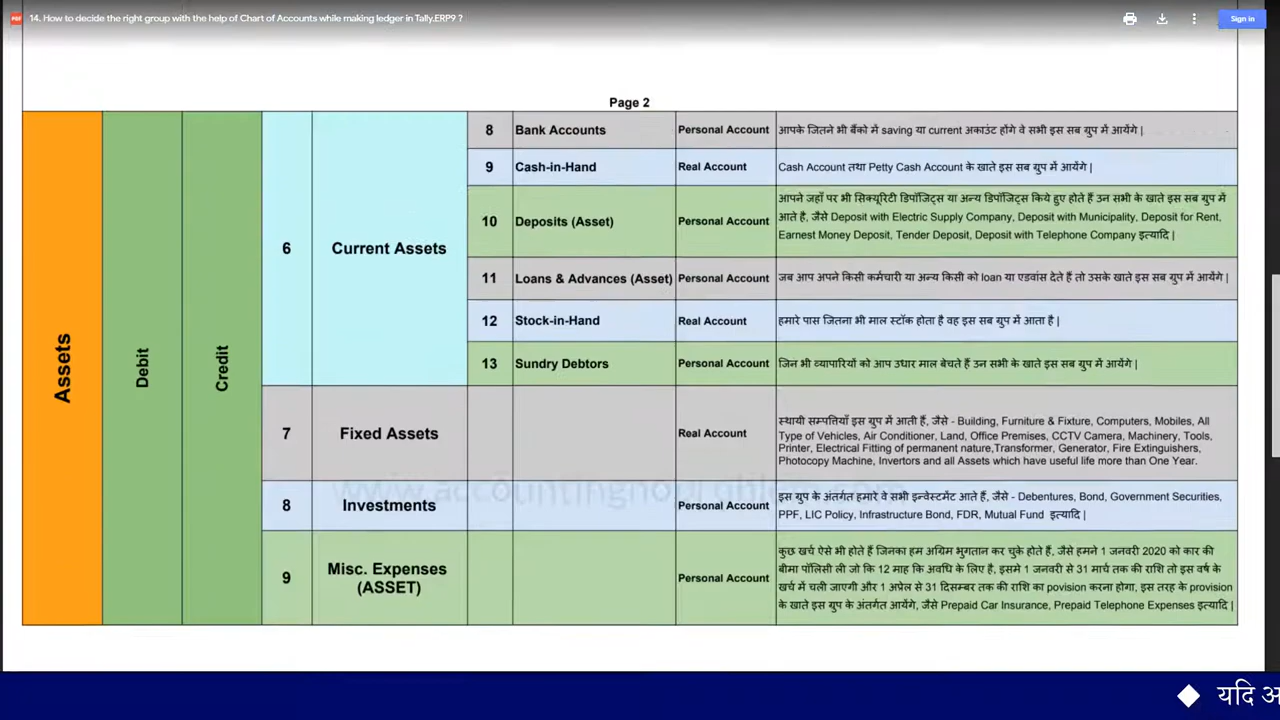 14. How to decide the right group with the help of Chart of Accounts while making ledger in Tally.ERP9 ?
Sign in
Page 2
Assets
Debit
Credit
6
Current Assets
8
Bank Accounts
Personal Account
आपके जितने भी बैंको में saving या current अकाउंट होंगे वे सभी इस सब ग्रुप में आयेंगे |
9
Cash-in-Hand
Real Account
Cash Account तथा Petty Cash Account के खाते इस सब ग्रुप में आयेंगे |
10
Deposits (Asset)
Personal Account
आपने जहाँ पर भी सिक्यूरिटी डिपॉजिट्स या अन्य डिपॉजिट्स किये हुए होते हैं उन सभी के खाते इस सब ग्रुप में
आते है, जैसे Deposit with Electric Supply Company, Deposit with Municipality, Deposit for Rent,
Earnest Money Deposit, Tender Deposit, Deposit with Telephone Company इत्यादि |
11
Loans & Advances (Asset)
Personal Account
जब आप अपने किसी कर्मचारी या अन्य किसी को loan या एडवांस देते हैं तो उसके खाते इस सब ग्रुप में आयेंगे |
12
Stock-in-Hand
Real Account
हमारे पास जितना भी माल स्टॉक होता है वह इस सब ग्रुप में आता है |
13
Sundry Debtors
Personal Account
जिन भी व्यापारियों को आप उधार माल बेचते हैं उन सभी के खाते इस सब ग्रुप में आयेंगे |
7
Fixed Assets
Real Account
स्थायी सम्पत्तियाँ इस ग्रुप में आती हैं, जैसे - Building, Furniture & Fixture, Computers, Mobiles, All
Type of Vehicles, Air Conditioner, Land, Office Premises, CCTV Camera, Machinery, Tools,
Printer, Electrical Fitting of permanent nature,Transformer, Generator, Fire Extinguishers,
Photocopy Machine, Invertors and all Assets which have useful life more than One Year.
8
Investments
Personal Account
इस ग्रुप के अंतर्गत हमारे वे सभी इन्वेस्टमेंट आते हैं, जैसे - Debentures, Bond, Government Securities,
PPF, LIC Policy, Infrastructure Bond, FDR, Mutual Fund इत्यादि |
9
Misc. Expenses
(ASSET)
Personal Account
कुछ खर्च ऐसे भी होते हैं जिनका हम अग्रिम भुगतान कर चुके होते हैं, जैसे हमने 1 जनवरी 2020 को कार की
बीमा पॉलिसी ली जो कि 12 माह कि अवधि के लिए है, इसमे 1 जनवरी से 31 मार्च तक की राशि तो इस वर्ष के
खर्च में चली जाएगी और 1 अप्रेल से 31 दिसम्बर तक की राशि का povision करना होगा, इस तरह के provision
के खाते इस ग्रुप के अंतर्गत आयेंगे, जैसे Prepaid Car Insurance, Prepaid Telephone Expenses इत्यादि |
यदि